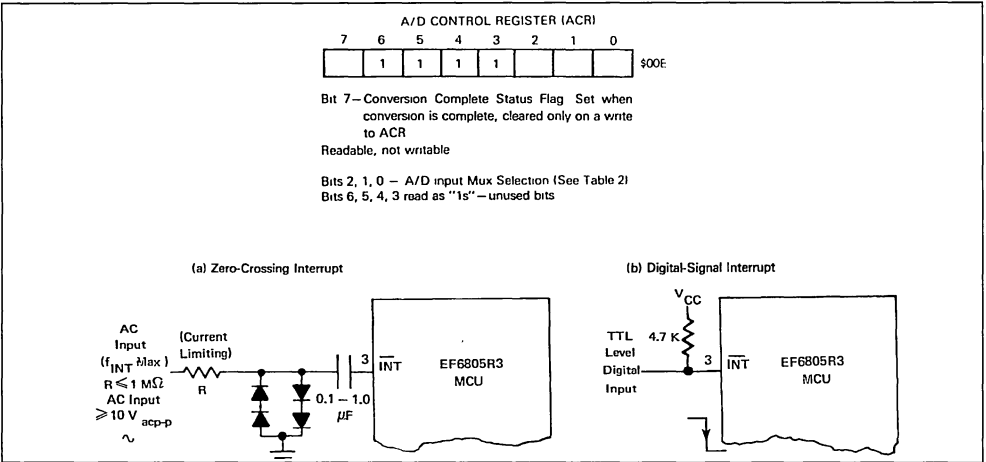 A/D CONTROL REGISTER (ACR)
7 6 5 4 3 2 1 0
1 1 1 1 $00E
Bit 7–Conversion Complete Status Flag Set when
conversion is complete, cleared only on a write
to ACR
Readable, not writable
Bits 2, 1, 0 – A/D input Mux Selection (See Table 2)
Bits 6, 5, 4, 3 read as "1s"–unused bits
(a) Zero-Crossing Interrupt
AC
Input
(fINT Max)
R ≤ 1 MΩ
AC Input
≥ 10 V acp-p
~
(Current
Limiting)
R
0.1 – 1.0
µF
3
INT
EF6805R3
MCU
(b) Digital-Signal Interrupt
VCC
4.7 K
TTL
Level
Digital
Input
3
INT
EF6805R3
MCU